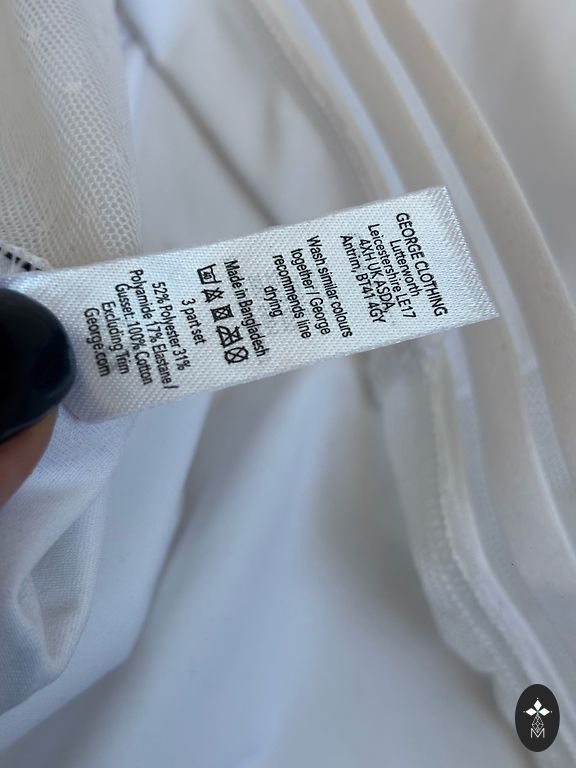 GEORGE CLOTHING
Lutterworth
Leicestershire LE17
4XH UK ASDA,
Antrim, BT41 4GY
Wash similar colours
together / George
recommends line
drying
Made in Bangladesh
3 part set
52% Polyester 31%
Polyamide 17% Elastane /
Gusset: 100% Cotton
Excluding Trim
George.com
M